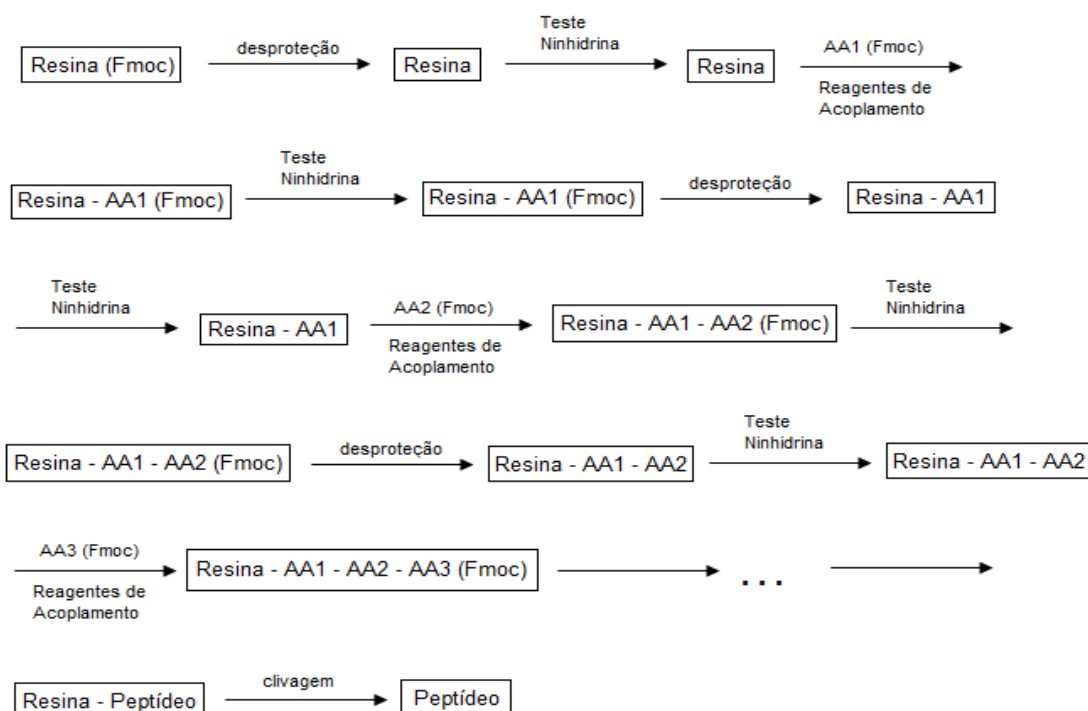 Resina (Fmoc)
desproteção
Resina
Teste
Ninhidrina
Resina
AA1 (Fmoc)
Reagentes de
Acoplamento
Resina - AA1 (Fmoc)
Teste
Ninhidrina
Resina - AA1 (Fmoc)
desproteção
Resina - AA1
Teste
Ninhidrina
Resina - AA1
AA2 (Fmoc)
Reagentes de
Acoplamento
Resina - AA1 - AA2 (Fmoc)
Teste
Ninhidrina
Resina - AA1 - AA2 (Fmoc)
desproteção
Resina - AA1 - AA2
Teste
Ninhidrina
Resina - AA1 - AA2
AA3 (Fmoc)
Reagentes de
Acoplamento
Resina - AA1 - AA2 - AA3 (Fmoc)
...
Resina - Peptídeo
clivagem
Peptídeo